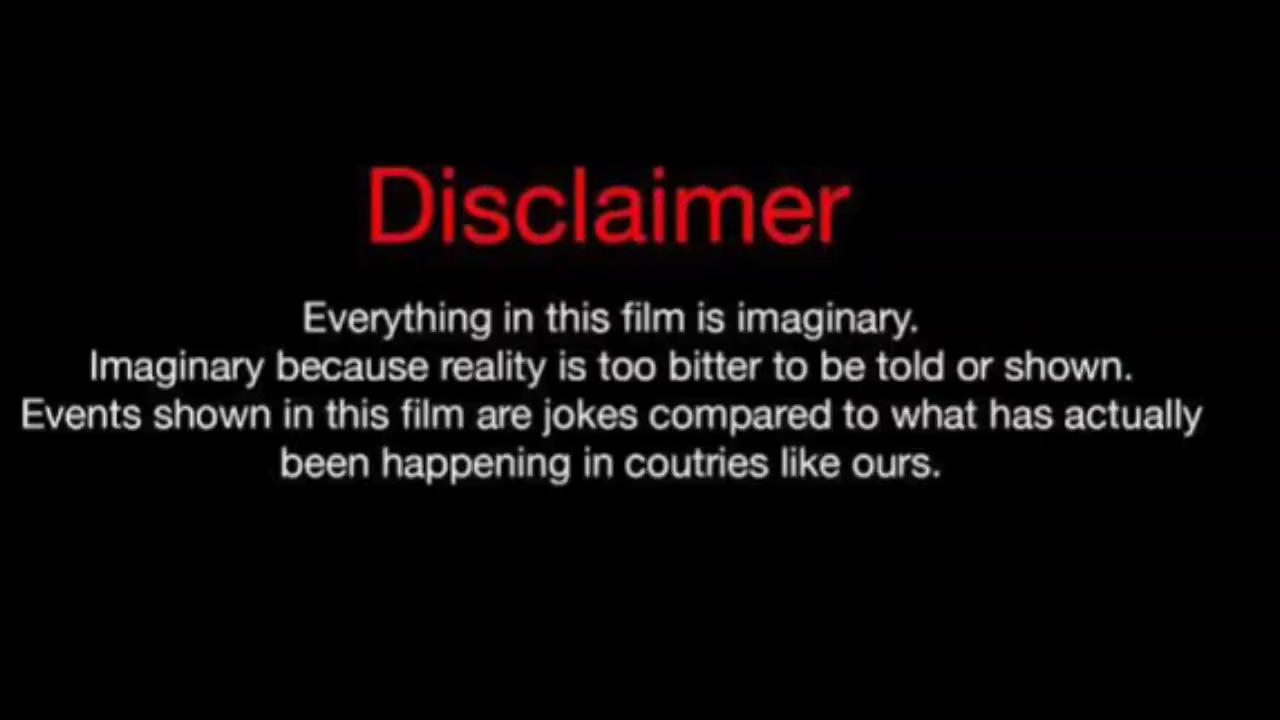 Disclaimer
Everything in this film is imaginary.
Imaginary because reality is too bitter to be told or shown.
Events shown in this film are jokes compared to what has actually
been happening in coutries like ours.